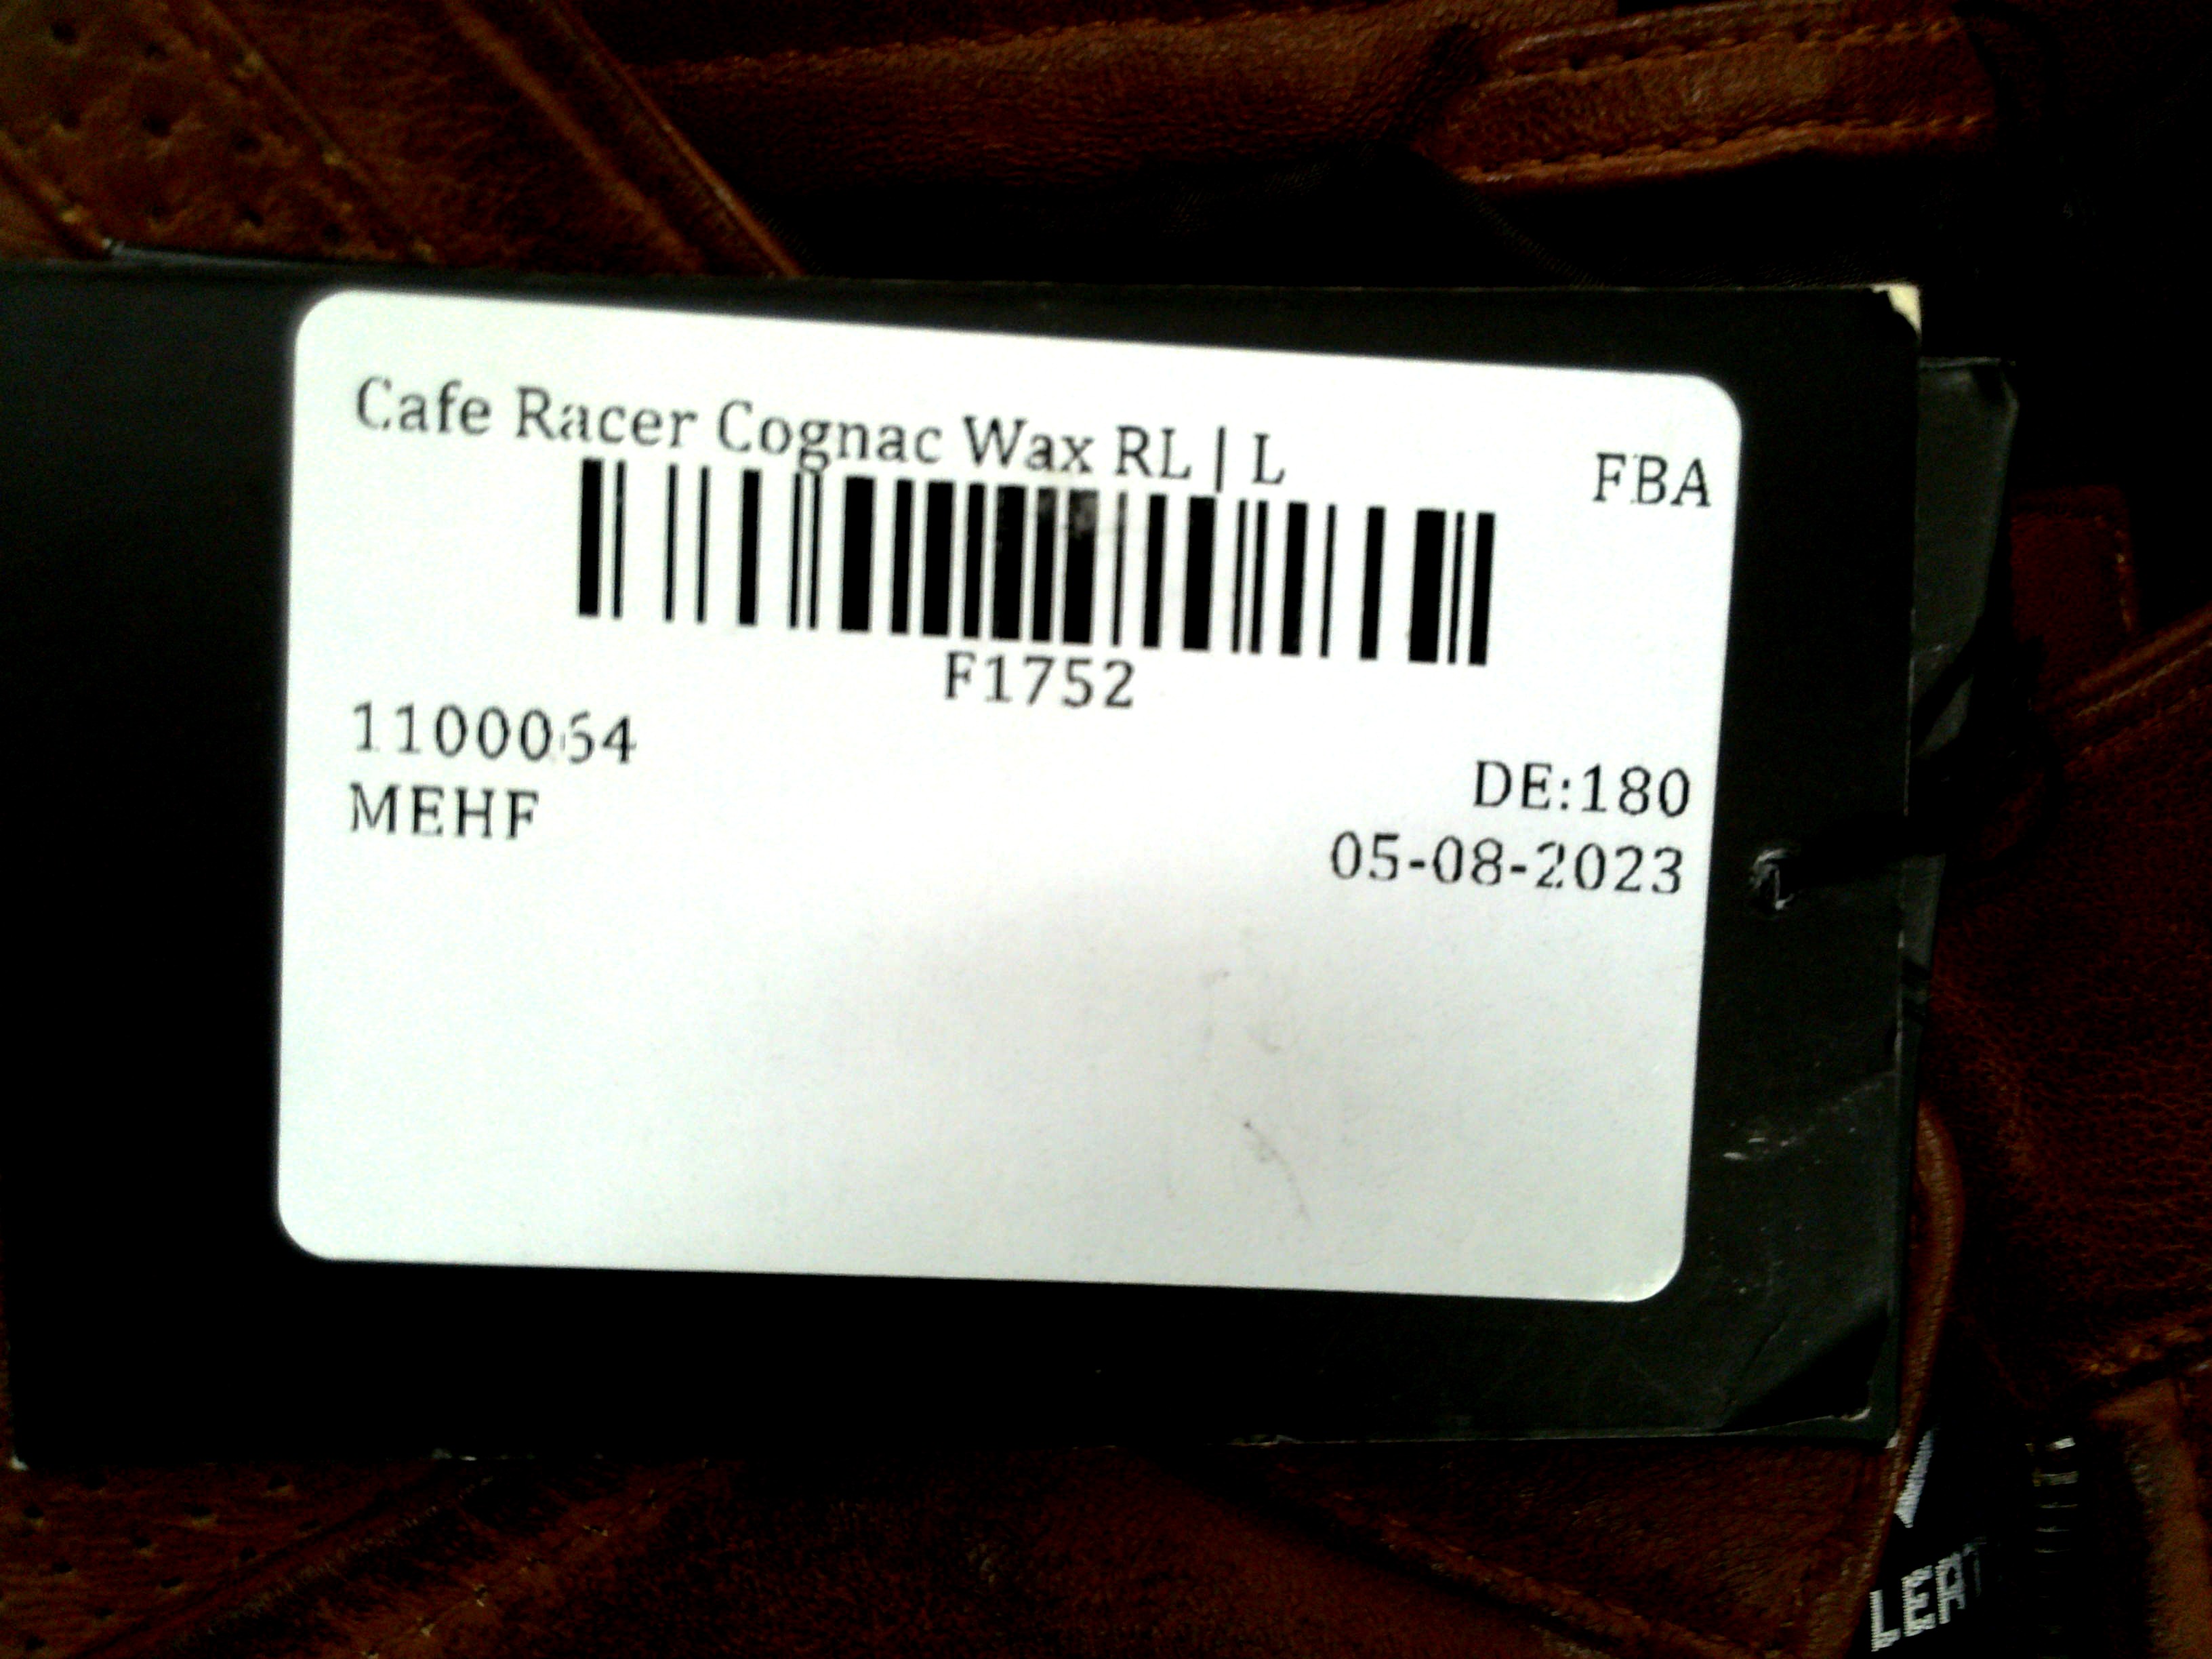 Cafe Racer Cognac Wax RL | L
FBA
F1752
1100064
MEHF
DE:180
05-08-2023